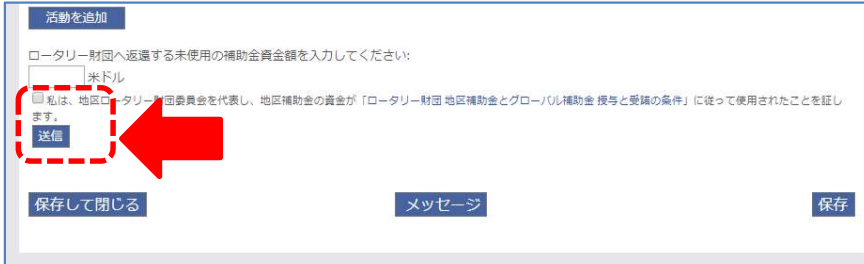 活動を追加
ロータリー財団へ返還する未使用の補助金資金額を入力してください:
米ドル
私は、地区ロータリー財団委員会を代表し、地区補助金の資金が「ロータリー財団 地区補助金とグローバル補助金 授与と受諾の条件」に従って使用されたことを証し
ます。
送信
保存して閉じる
メッセージ
保存